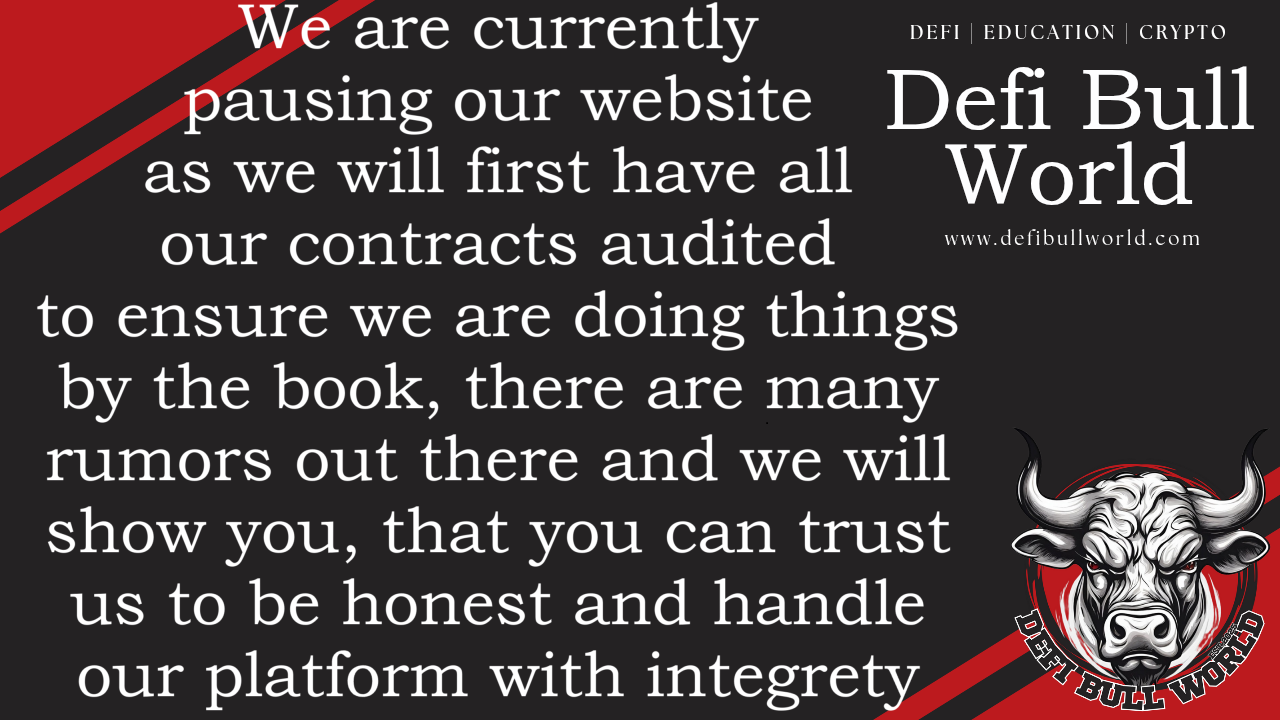 We are currently
pausing our website
as we will first have all
our contracts audited
to ensure we are doing things
by the book, there are many
rumors out there and we will
show you, that you can trust
us to be honest and handle
our platform with integrety
DEFI | EDUCATION | CRYPTO
Defi Bull
World
www.defibullworld.com
DEFI BULL WORLD